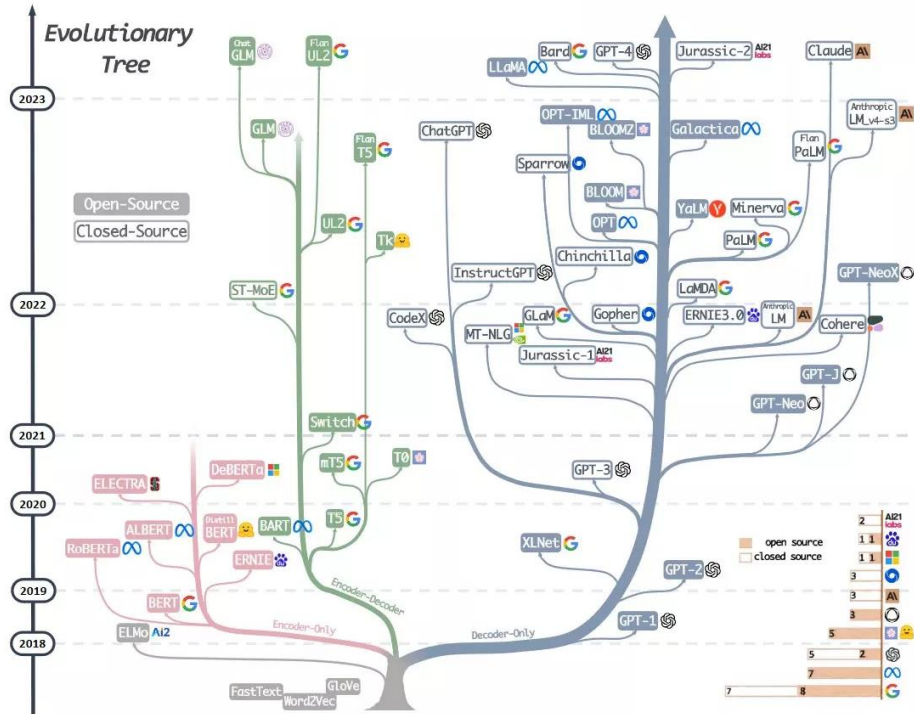 Evolutionary
Tree
2023
2022
2021
2020
2019
2018
Open-Source
Closed-Source
Chat
GLM
Flan
UL2
GLM
Flan
T5
UL2
Tk
ST-MoE
Switch
mT5
T0
T5
BART
Encoder-Decoder
DeBERTa
ELECTRA
ALBERT
Distill
BERT
RoBERTa
ERNIE
BERT
Encoder-Only
ELMo Ai2
FastText
Word2Vec
GloVe
Bard
GPT-4
Jurassic-2 AI21 labs
Claude A\
LLaMA
Anthropic
LM_v4-s3 A\
OPT-IML
ChatGPT
BLOOMZ
Galactica
Flan
PaLM
Sparrow
BLOOM
YaLM Y
Minerva
OPT
PaLM
Chinchilla
InstructGPT
GPT-NeoX
LaMDA
CodeX
GLaM
Gopher
ERNIE3.0
Anthropic
LM A\
Cohere
MT-NLG
Jurassic-1 AI21 labs
GPT-J
GPT-Neo
GPT-3
XLNet
GPT-2
GPT-1
Decoder-Only
open source
closed source
2 AI21 labs
1 1
1 1
3
3 A\
3
5
5 2
7
7 8